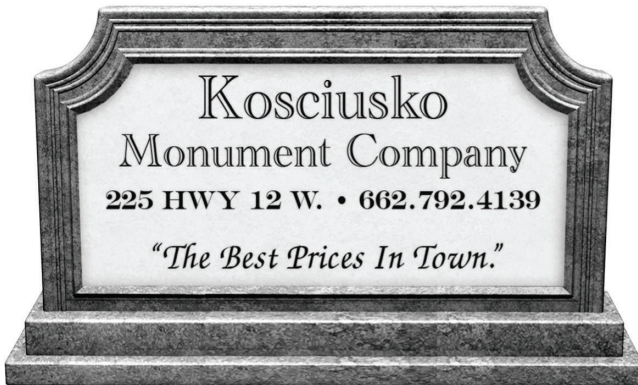 Kosciusko
Monument Company
225 HWY 12 W. • 662.792.4139
“The Best Prices In Town.”